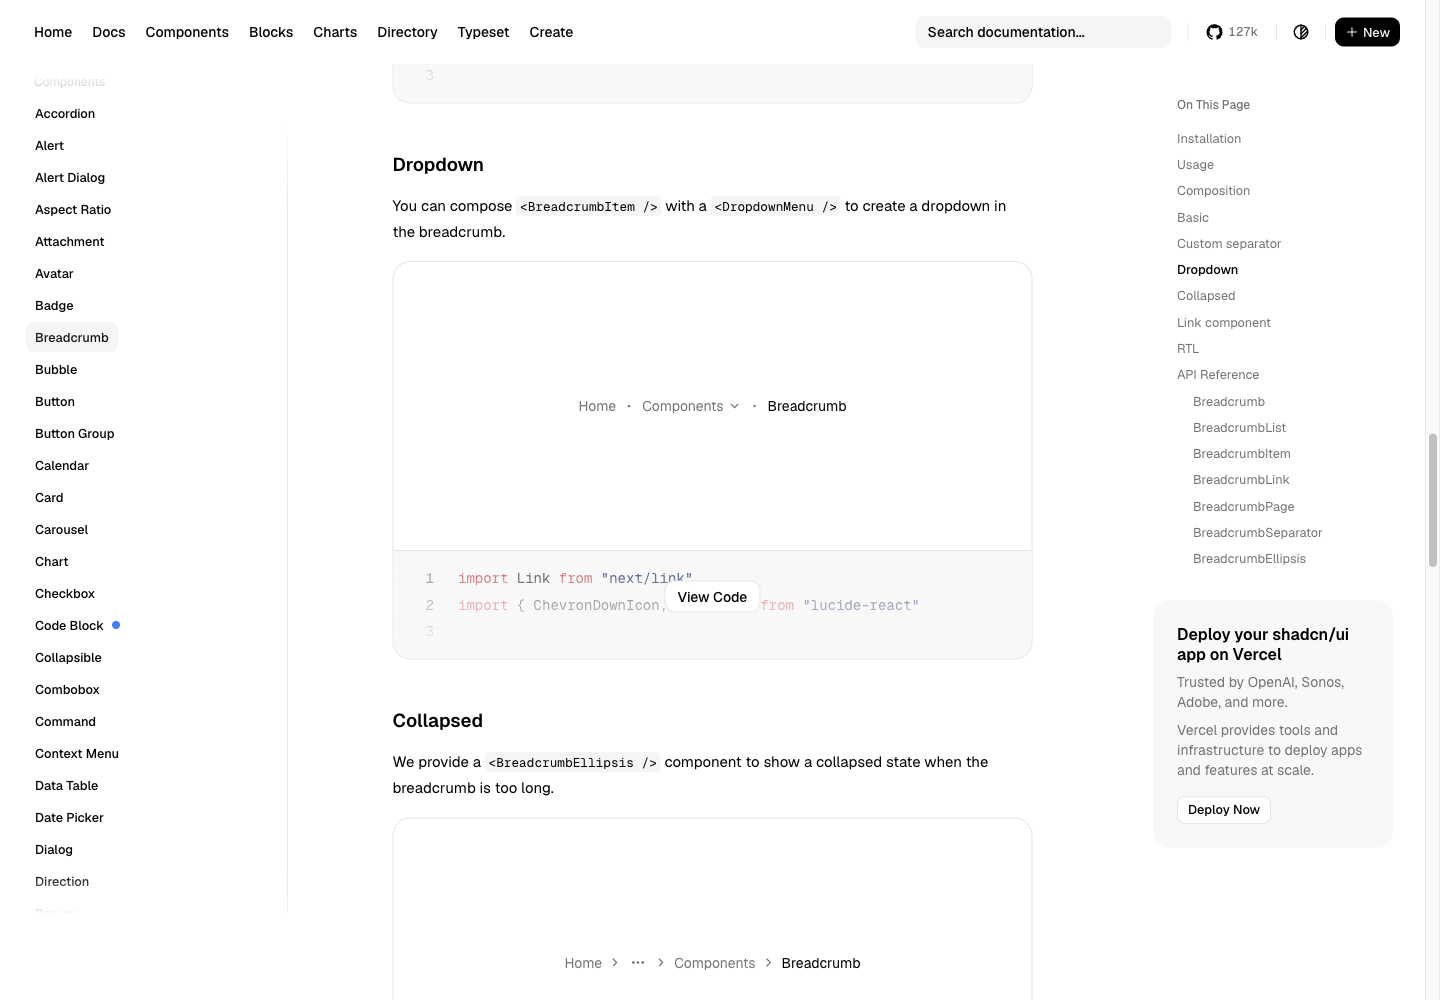 Home Docs Components Blocks Charts Directory Typeset Create
Search documentation...
127k
New
Components
Accordion
Alert
Alert Dialog
Aspect Ratio
Attachment
Avatar
Badge
Breadcrumb
Bubble
Button
Button Group
Calendar
Card
Carousel
Chart
Checkbox
Code Block
Collapsible
Combobox
Command
Context Menu
Data Table
Date Picker
Dialog
Direction
3
Dropdown
You can compose <BreadcrumbItem /> with a <DropdownMenu /> to create a dropdown in
the breadcrumb.
Home · Components · Breadcrumb
1 import Link from "next/link"
2 import { ChevronDownIcon, from "lucide-react"
View Code
3
Collapsed
We provide a <BreadcrumbEllipsis /> component to show a collapsed state when the
breadcrumb is too long.
Home ··· Components Breadcrumb
On This Page
Installation
Usage
Composition
Basic
Custom separator
Dropdown
Collapsed
Link component
RTL
API Reference
Breadcrumb
BreadcrumbList
BreadcrumbItem
BreadcrumbLink
BreadcrumbPage
BreadcrumbSeparator
BreadcrumbEllipsis
Deploy your shadcn/ui
app on Vercel
Trusted by OpenAI, Sonos,
Adobe, and more.
Vercel provides tools and
infrastructure to deploy apps
and features at scale.
Deploy Now